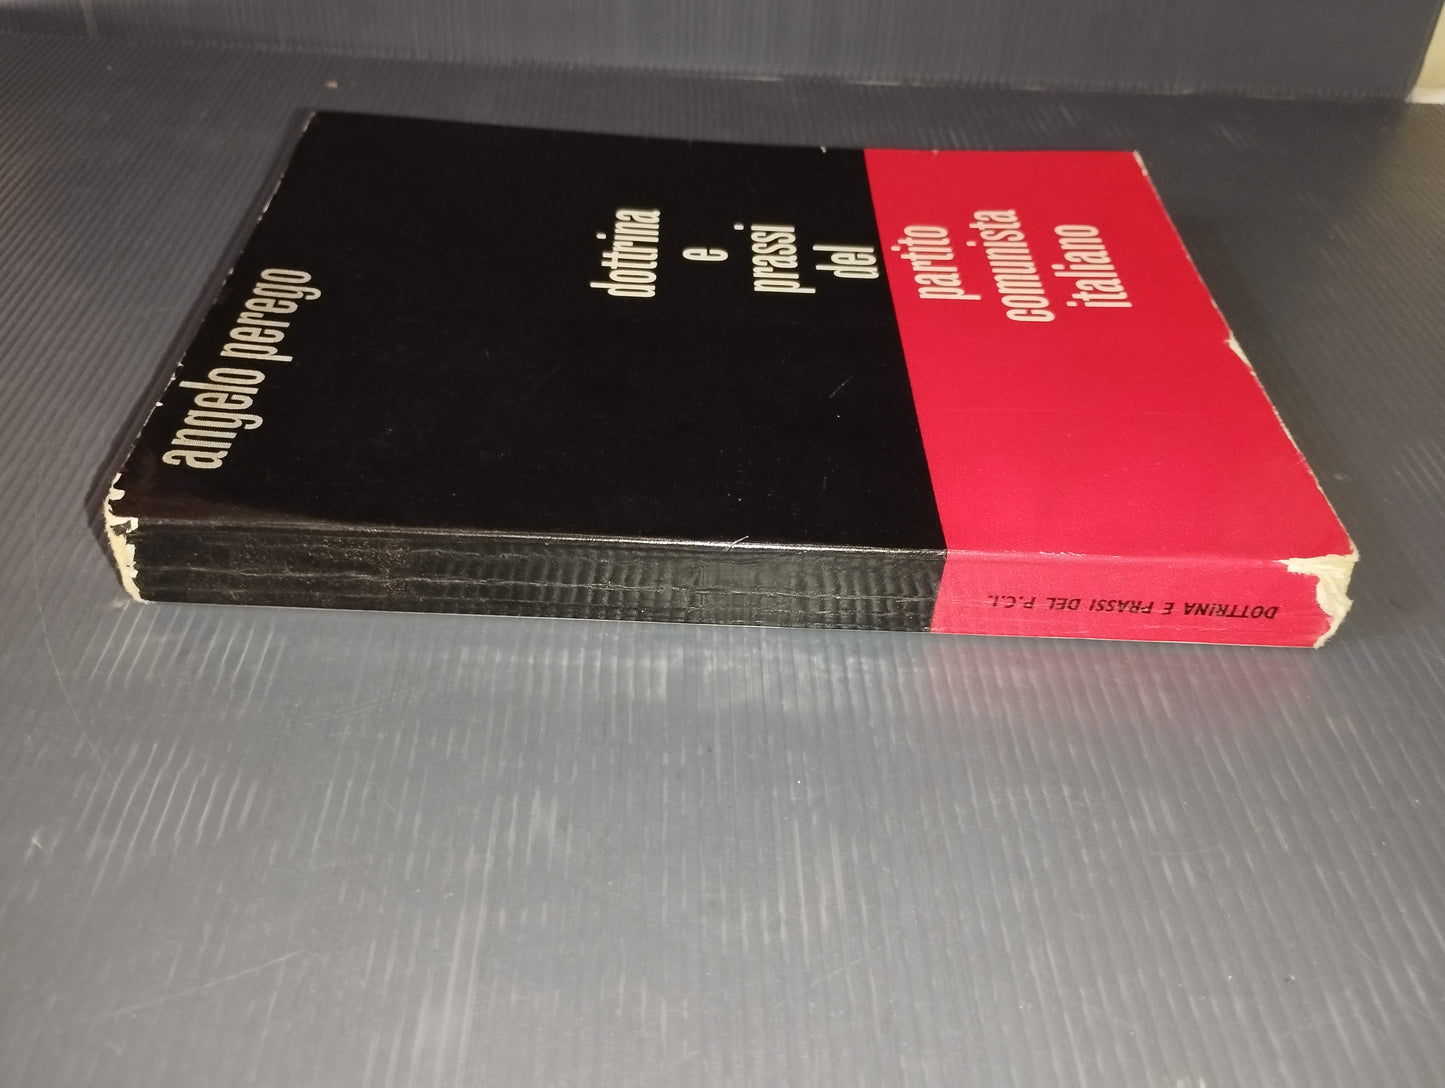 angelo perego
dottrina
e
prassi
del
partito
comunista
italiano
DOTTRINA E PRASSI DEL P.C.I.